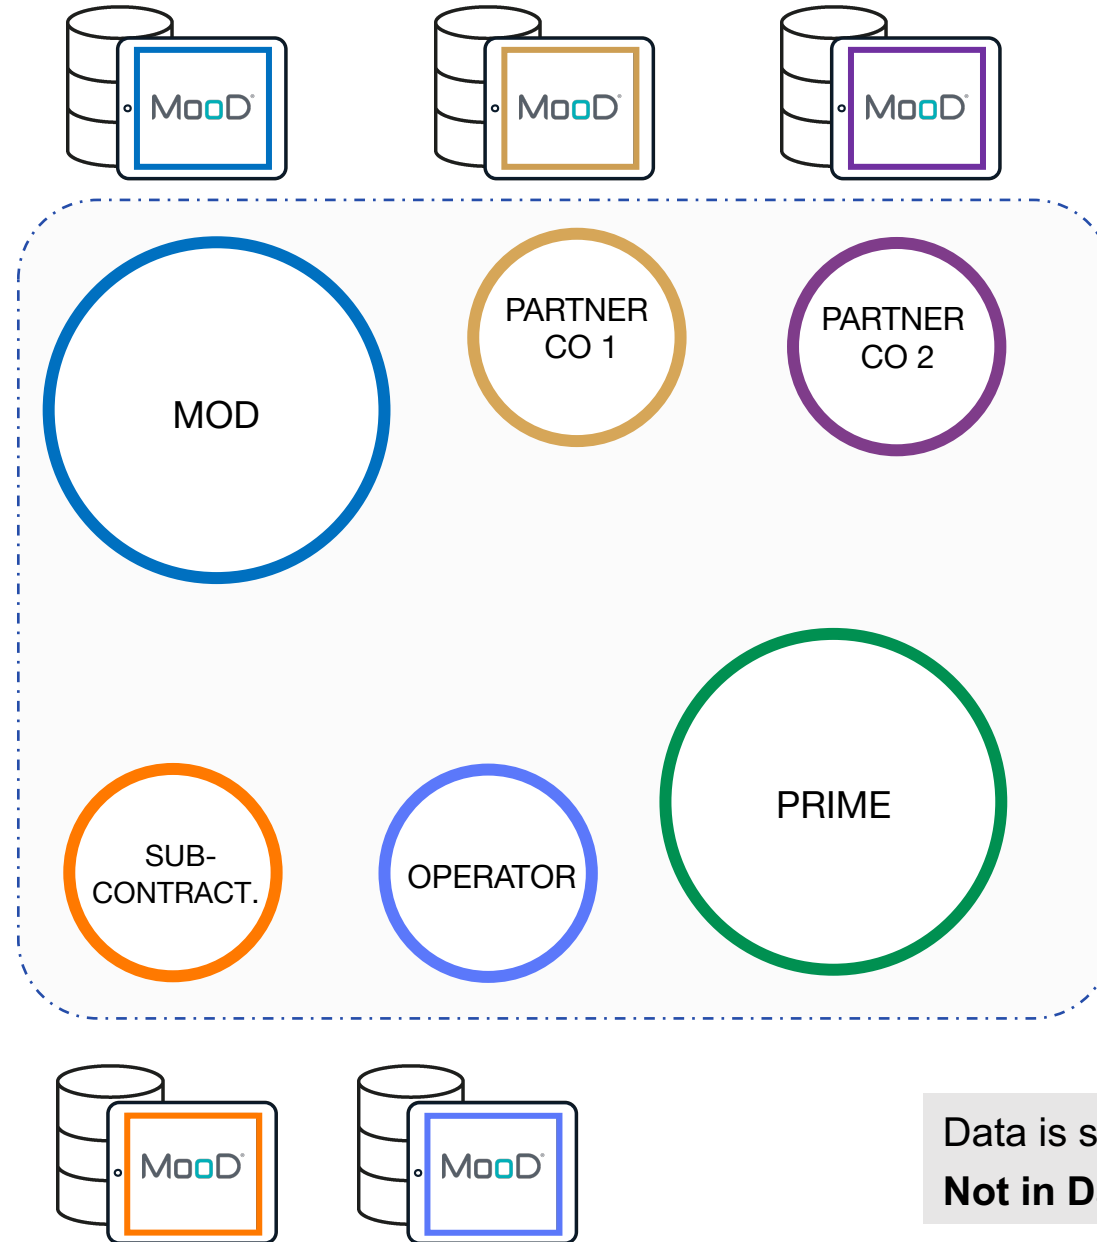 MooD®
MooD®
MooD®
PARTNER
CO 1
PARTNER
CO 2
MOD
PRIME
SUB-
CONTRACT.
OPERATOR
MooD®
MooD®
Data is s
Not in D